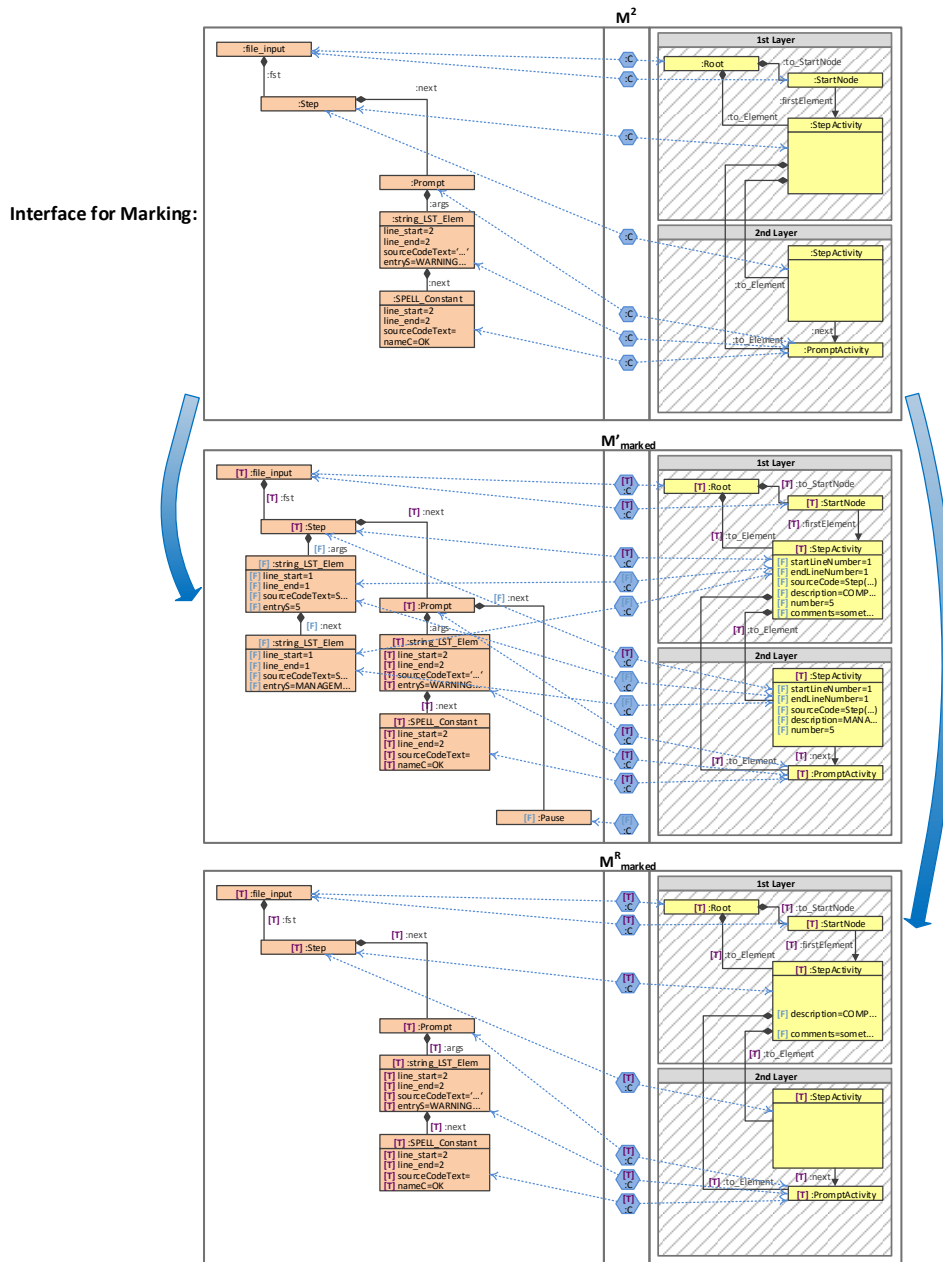 M²
:file_input
:fst
:Step
:next
:Prompt
:args
:string_LST_Elem
line_start=2
line_end=2
sourceCodeText='...'
entryS=WARNING...
:next
:SPELL_Constant
line_start=2
line_end=2
sourceCodeText=
nameC=OK
:C
:C
:C
:C
:C
:C
:C
1st Layer
:Root
:to_StartNode
:StartNode
:firstElement
:to_Element
:StepActivity
2nd Layer
:StepActivity
:to_Element
:next
:to_Element
:PromptActivity
Interface for Marking:
M'marked
[T] :file_input
[T] :fst
[T] :Step
[T] :next
[F] :args
[F] :string_LST_Elem
[F] line_start=1
[F] line_end=1
[F] sourceCodeText=S...
[F] entryS=5
[F] :next
[F] :string_LST_Elem
[F] line_start=1
[F] line_end=1
[F] sourceCodeText=S...
[F] entryS=MANAGEM...
[T] :Prompt
[F] :next
[T] :args
[T] :string_LST_Elem
[T] line_start=2
[T] line_end=2
[T] sourceCodeText='...'
[T] entryS=WARNING...
[T] :next
[T] :SPELL_Constant
[T] line_start=2
[T] line_end=2
[T] sourceCodeText=
[T] nameC=OK
[F] :Pause
[T] :C
[T] :C
[T] :C
[F] :C
[F] :C
[T] :C
[F] :C
[F] :C
[T] :C
[T] :C
[T] :C
[F] :C
1st Layer
[T] :Root
[T] :to_StartNode
[T] :StartNode
[T] :firstElement
[T] :to_Element
[T] :StepActivity
[F] startLineNumber=1
[F] endLineNumber=1
[F] sourceCode=Step(...)
[F] description=COMP...
[F] number=5
[F] comments=somet...
[T] :to_Element
2nd Layer
[T] :StepActivity
[F] startLineNumber=1
[F] endLineNumber=1
[F] sourceCode=Step(...)
[F] description=MANA...
[F] number=5
[T] :next
[T] :to_Element
[T] :PromptActivity
M^R marked
[T] :file_input
[T] :fst
[T] :Step
[T] :next
[T] :Prompt
[T] :args
[T] :string_LST_Elem
[T] line_start=2
[T] line_end=2
[T] sourceCodeText='...'
[T] entryS=WARNING...
[T] :next
[T] :SPELL_Constant
[T] line_start=2
[T] line_end=2
[T] sourceCodeText=
[T] nameC=OK
[T] :C
[T] :C
[T] :C
[T] :C
[T] :C
[T] :C
[T] :C
1st Layer
[T] :Root
[T] :to_StartNode
[T] :StartNode
[T] :firstElement
[T] :to_Element
[T] :StepActivity
[F] description=COMP...
[F] comments=somet...
[T] :to_Element
2nd Layer
[T] :StepActivity
[T] :next
[T] :to_Element
[T] :PromptActivity